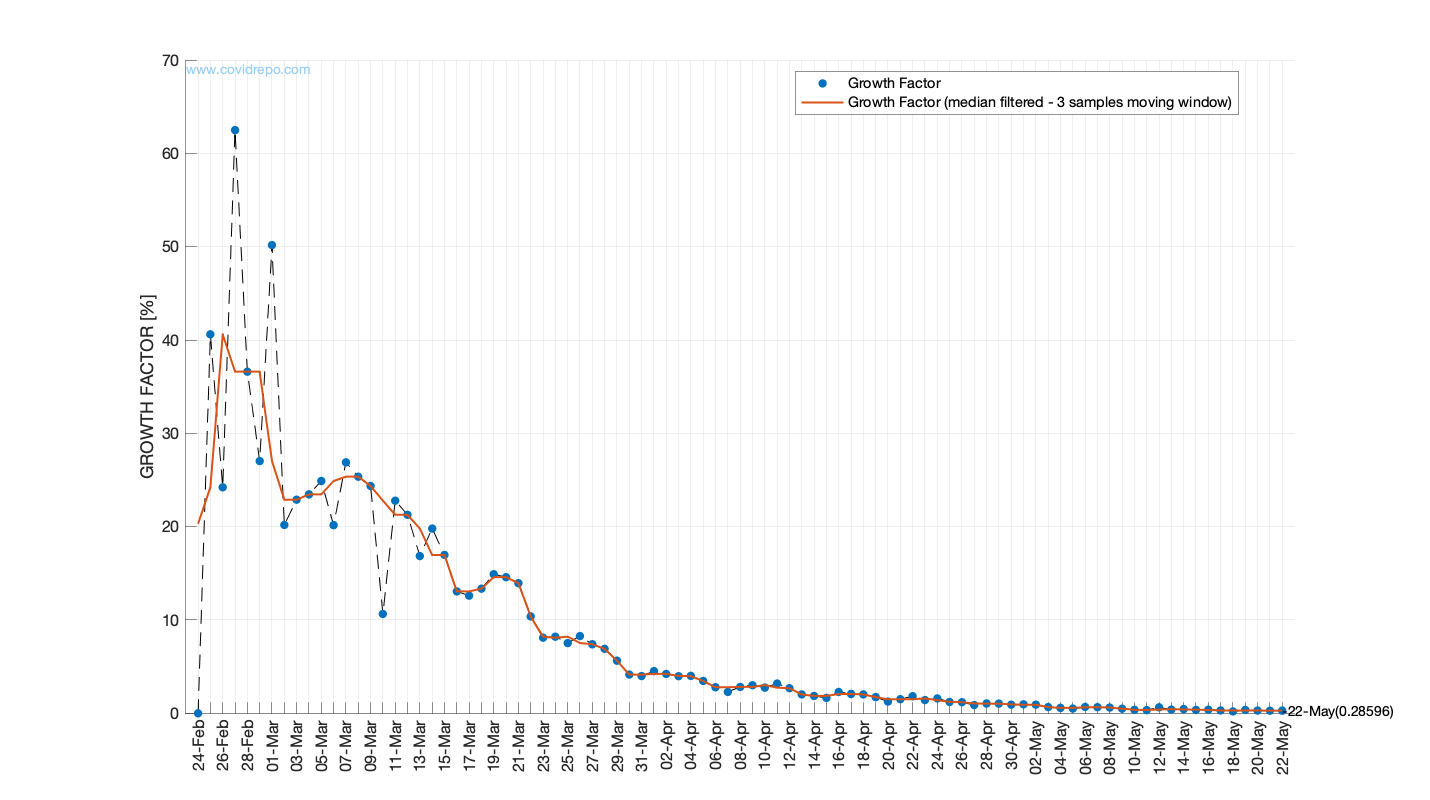 www.covidrepo.com
Growth Factor
Growth Factor (median filtered - 3 samples moving window)
GROWTH FACTOR [%]
70
60
50
40
30
20
10
0
22-May(0.28596)
24-Feb
26-Feb
28-Feb
01-Mar
03-Mar
05-Mar
07-Mar
09-Mar
11-Mar
13-Mar
15-Mar
17-Mar
19-Mar
21-Mar
23-Mar
25-Mar
27-Mar
29-Mar
31-Mar
02-Apr
04-Apr
06-Apr
08-Apr
10-Apr
12-Apr
14-Apr
16-Apr
18-Apr
20-Apr
22-Apr
24-Apr
26-Apr
28-Apr
30-Apr
02-May
04-May
06-May
08-May
10-May
12-May
14-May
16-May
18-May
20-May
22-May